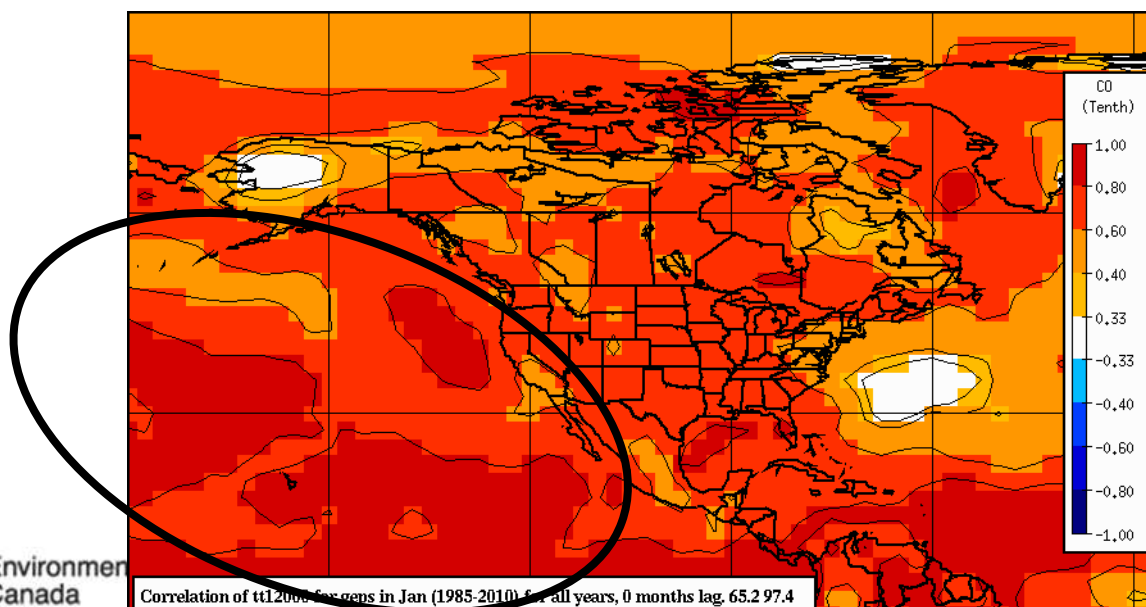 CO
(Tenth)
1.00
0.80
0.60
0.40
0.33
-0.33
-0.40
-0.60
-0.80
-1.00
Environmen
Canada
Correlation of tt12000 for geps in Jan (1985-2010) for all years, 0 months lag. 65.2 97.4